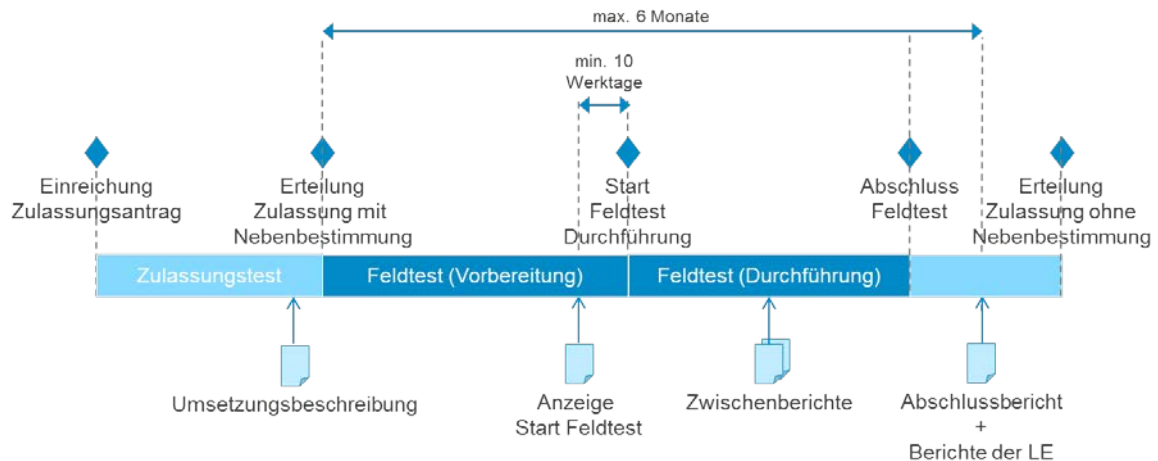 max. 6 Monate
min. 10
Werktage
Einreichung
Zulassungsantrag
Erteilung
Zulassung mit
Nebenbestimmung
Start
Feldtest
Durchführung
Abschluss
Feldtest
Erteilung
Zulassung ohne
Nebenbestimmung
Zulassungstest
Feldtest (Vorbereitung)
Feldtest (Durchführung)
Umsetzungsbeschreibung
Anzeige
Start Feldtest
Zwischenberichte
Abschlussbericht
+
Berichte der LE